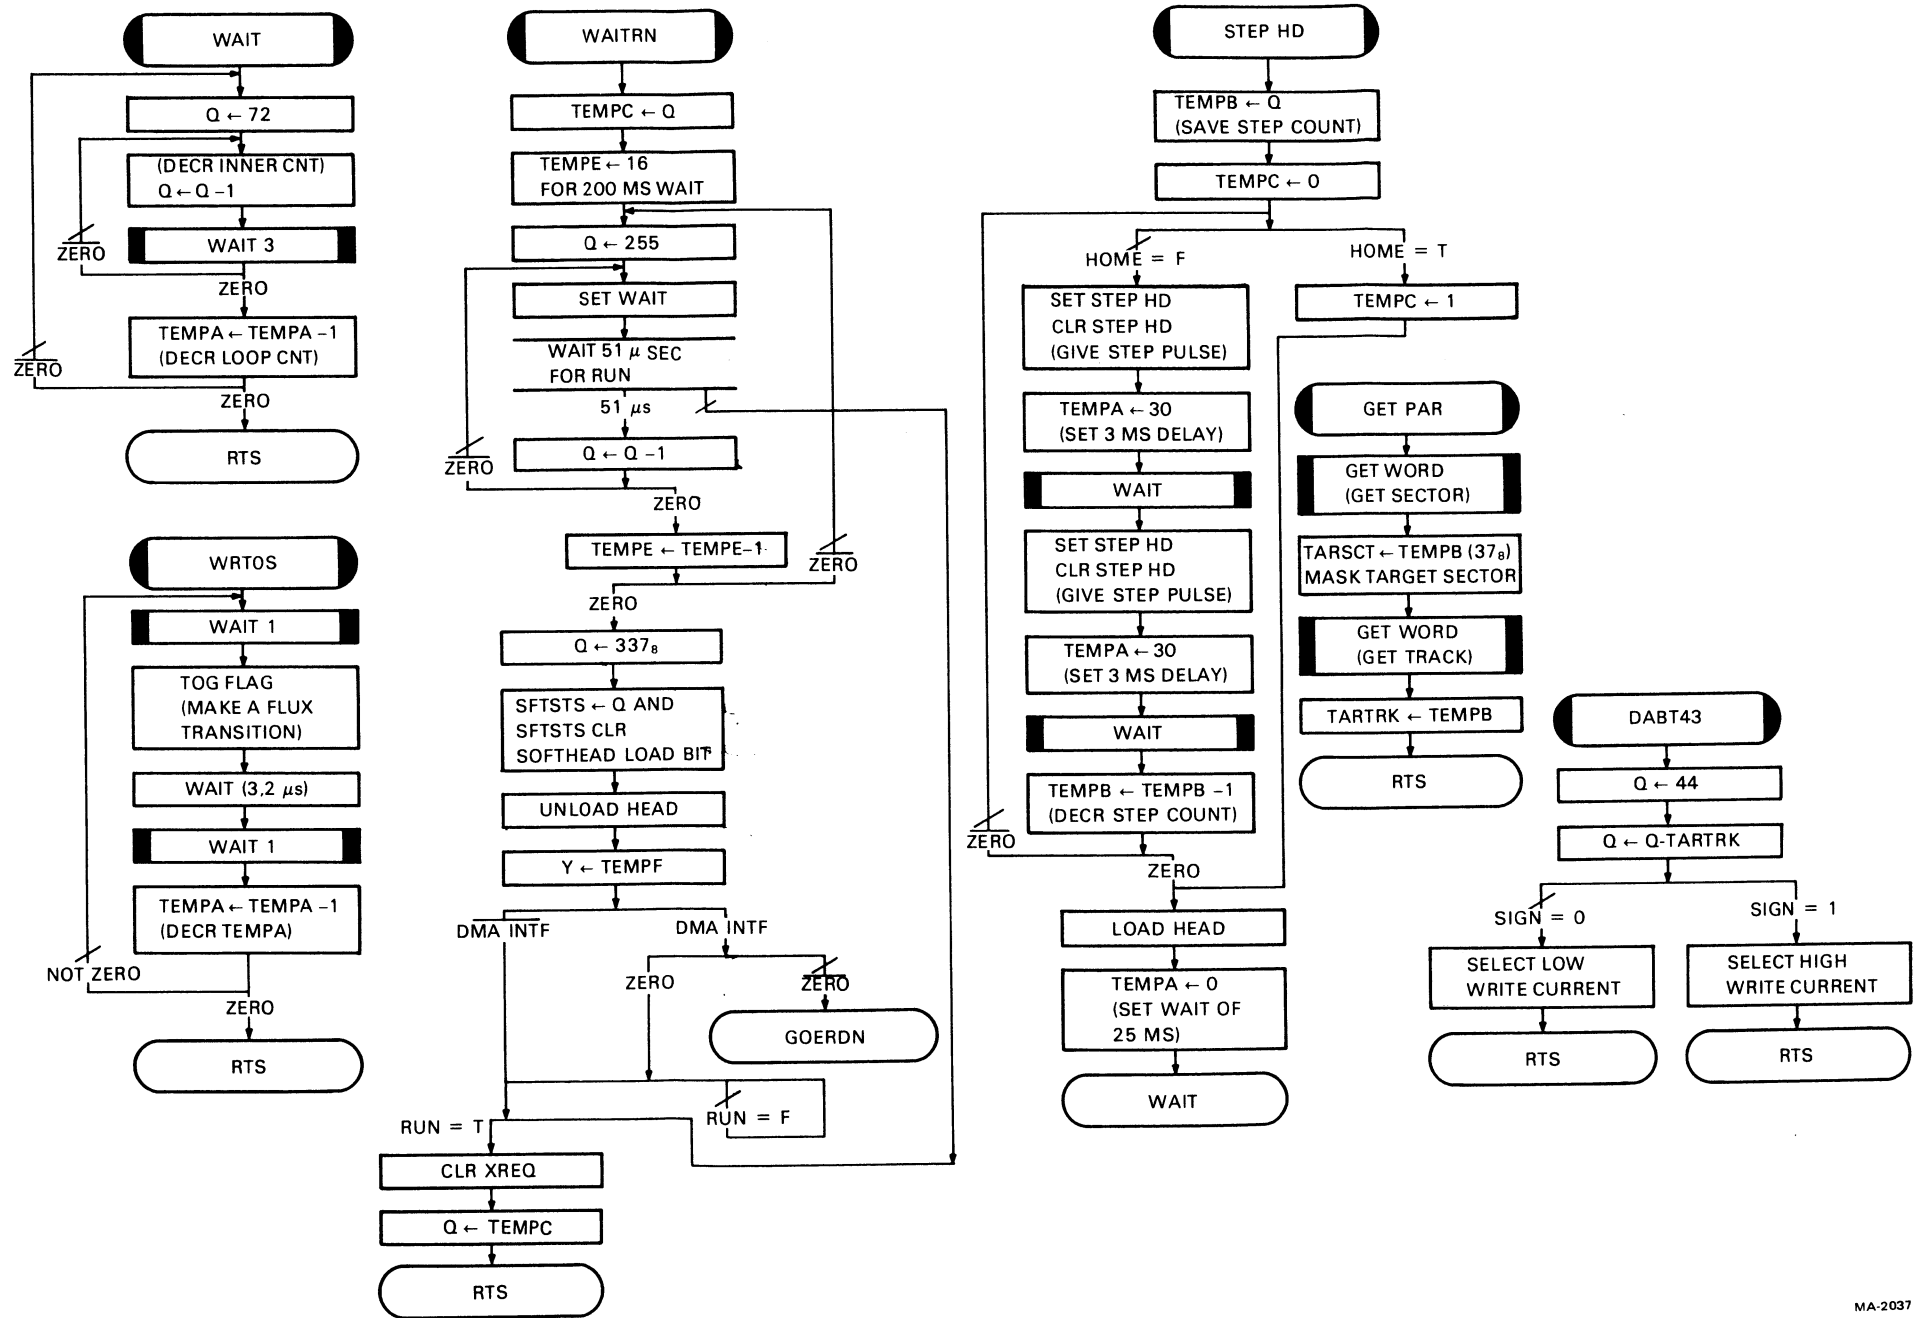 WAIT
Q ← 72
(DECR INNER CNT)
Q ← Q -1
WAIT 3
ZERO
ZERO
TEMPA ← TEMPA -1
(DECR LOOP CNT)
ZERO
ZERO
RTS
WRT0S
WAIT 1
TOG FLAG
(MAKE A FLUX
TRANSITION)
WAIT (3,2 μs)
WAIT 1
TEMPA ← TEMPA -1
(DECR TEMPA)
NOT ZERO
ZERO
RTS
WAITRN
TEMPC ← Q
TEMPE ← 16
FOR 200 MS WAIT
Q ← 255
SET WAIT
WAIT 51 μ SEC
FOR RUN
51 μs
Q ← Q -1
ZERO
ZERO
TEMPE ← TEMPE-1
ZERO
ZERO
Q ← 337₈
SFTSTS ← Q AND
SFTSTS CLR
SOFTHEAD LOAD BIT
UNLOAD HEAD
Y ← TEMPF
DMA INTF
DMA INTF
ZERO
ZERO
GOERDN
RUN = F
RUN = T
CLR XREQ
Q ← TEMPC
RTS
STEP HD
TEMPB ← Q
(SAVE STEP COUNT)
TEMPC ← 0
HOME = F
HOME = T
SET STEP HD
CLR STEP HD
(GIVE STEP PULSE)
TEMPC ← 1
TEMPA ← 30
(SET 3 MS DELAY)
WAIT
SET STEP HD
CLR STEP HD
(GIVE STEP PULSE)
TEMPA ← 30
(SET 3 MS DELAY)
WAIT
TEMPB ← TEMPB -1
(DECR STEP COUNT)
ZERO
ZERO
LOAD HEAD
TEMPA ← 0
(SET WAIT OF
25 MS)
WAIT
GET PAR
GET WORD
(GET SECTOR)
TARSCT ← TEMPB (37₈)
MASK TARGET SECTOR
GET WORD
(GET TRACK)
TARTRK ← TEMPB
RTS
DABT43
Q ← 44
Q ← Q-TARTRK
SIGN = 0
SIGN = 1
SELECT LOW
WRITE CURRENT
SELECT HIGH
WRITE CURRENT
RTS
RTS
MA-2037